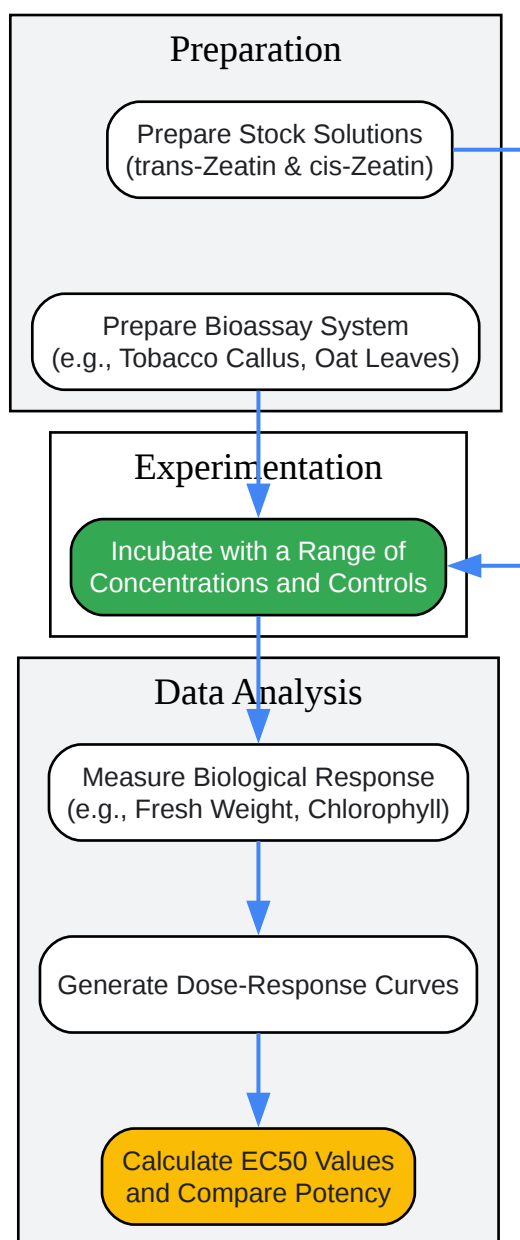 Preparation
Prepare Stock Solutions
(trans-Zeatin & cis-Zeatin)
Prepare Bioassay System
(e.g., Tobacco Callus, Oat Leaves)
Experimentation
Incubate with a Range of
Concentrations and Controls
Data Analysis
Measure Biological Response
(e.g., Fresh Weight, Chlorophyll)
Generate Dose-Response Curves
Calculate EC50 Values
and Compare Potency